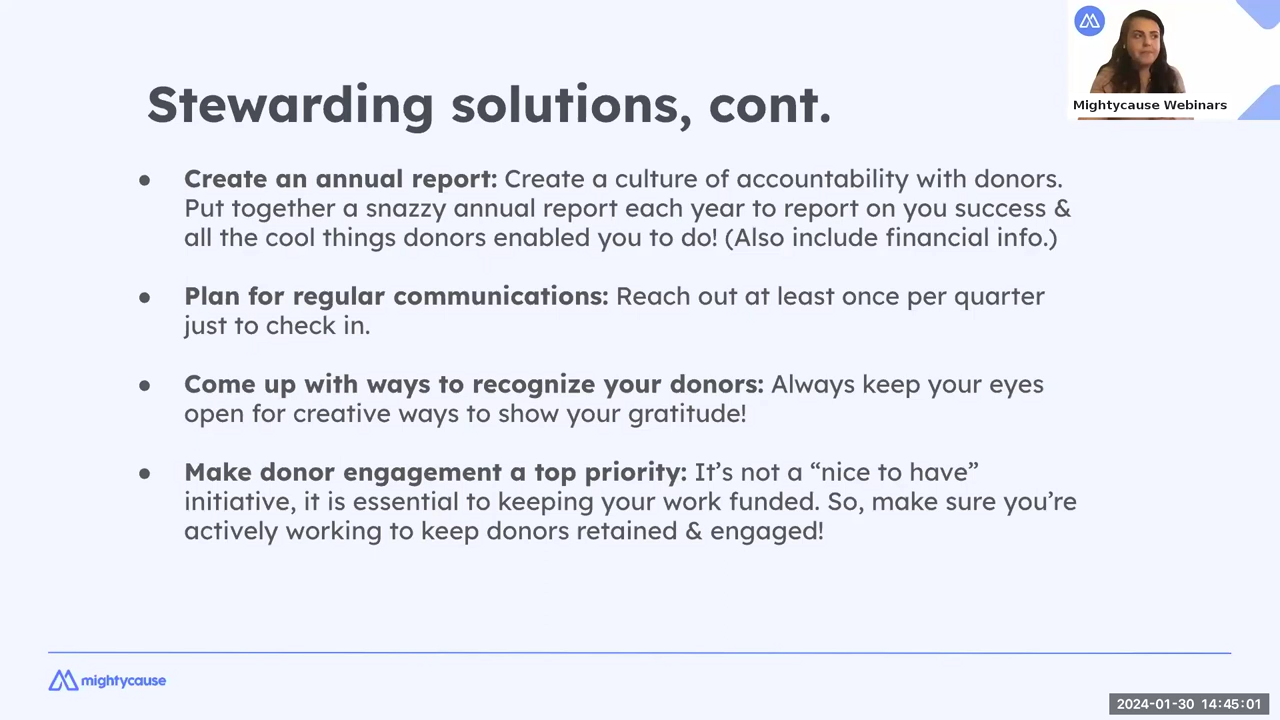 Stewarding solutions, cont.
Mightycause Webinars
● Create an annual report: Create a culture of accountability with donors.
Put together a snazzy annual report each year to report on you success &
all the cool things donors enabled you to do! (Also include financial info.)
● Plan for regular communications: Reach out at least once per quarter
just to check in.
● Come up with ways to recognize your donors: Always keep your eyes
open for creative ways to show your gratitude!
● Make donor engagement a top priority: It’s not a “nice to have”
initiative, it is essential to keeping your work funded. So, make sure you’re
actively working to keep donors retained & engaged!
mightycause
2024-01-30 14:45:01